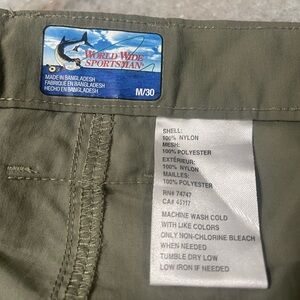 WORLD WIDE
SPORTSMAN
MADE IN BANGLADESH
FABRIQUÉ EN BANGLADESH
HECHO EN BANGLADESH
M/30
SHELL:
100% NYLON
MESH:
100% POLYESTER
EXTÉRIEUR:
100% NYLON
MAILLES:
100% POLYESTER
RN# 74747
CA# 43117
MACHINE WASH COLD
WITH LIKE COLORS
ONLY NON-CHLORINE BLEACH
WHEN NEEDED
TUMBLE DRY LOW
LOW IRON IF NEEDED